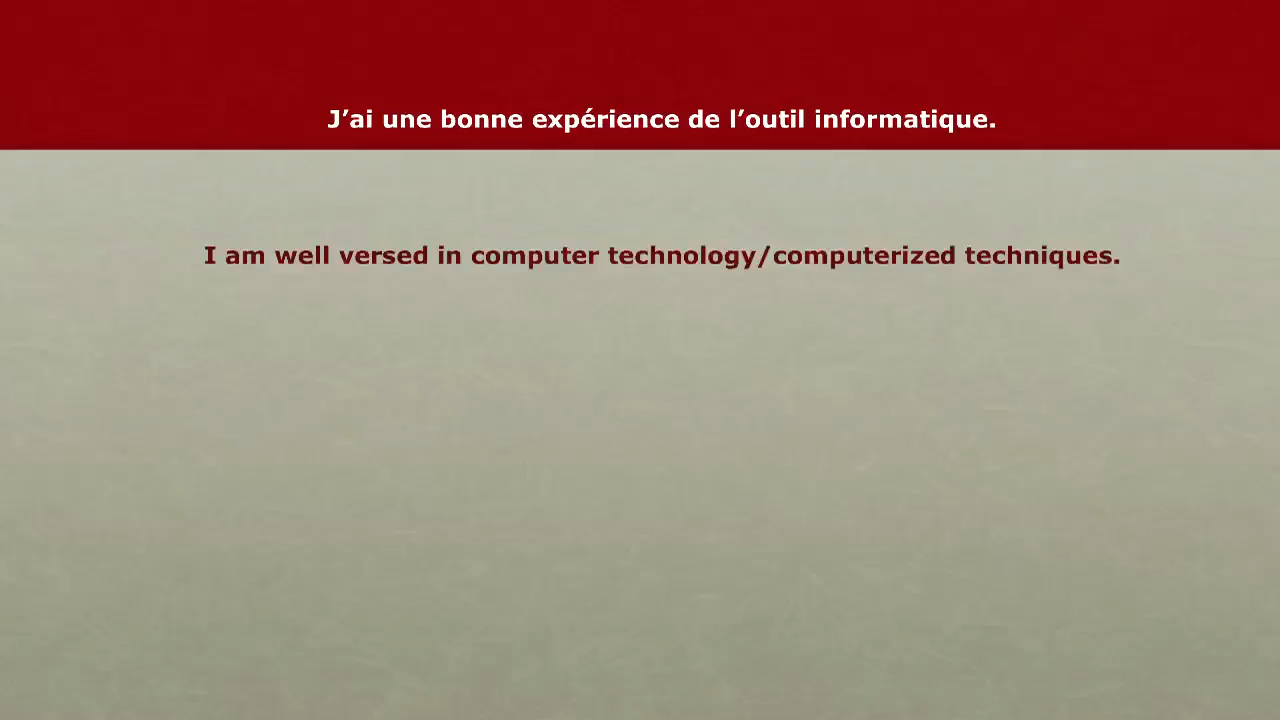 J’ai une bonne expérience de l’outil informatique.
I am well versed in computer technology/computerized techniques.